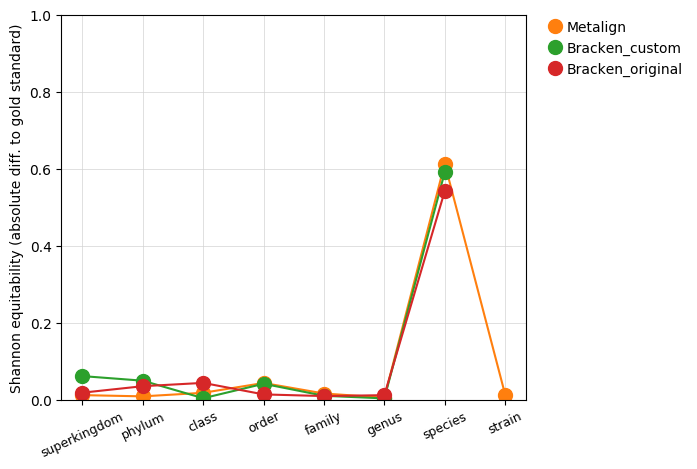 Shannon equitability (absolute diff. to gold standard)
1.0
0.8
0.6
0.4
0.2
0.0
superkingdom
phylum
class
order
family
genus
species
strain
Metalign
Bracken_custom
Bracken_original